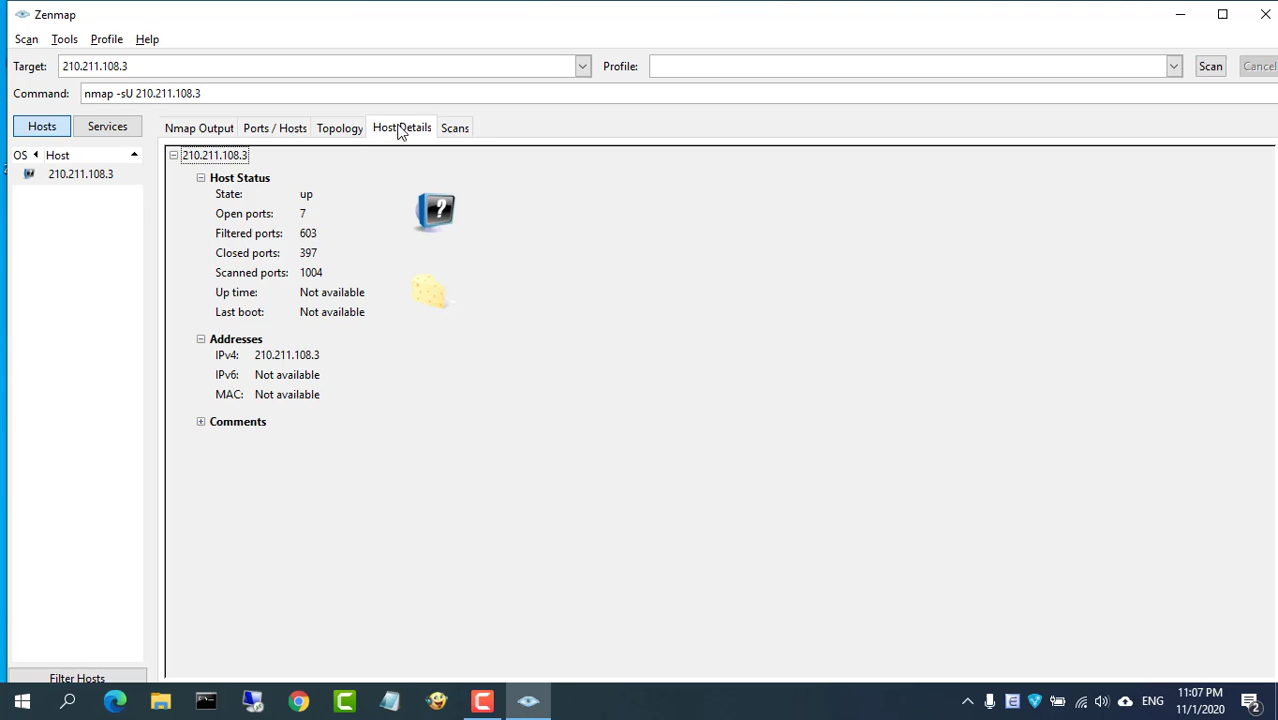 Zenmap
Scan Tools Profile Help
Target: 210.211.108.3 Profile: Scan Cancel
Command: nmap -sU 210.211.108.3
Hosts Services Nmap Output Ports / Hosts Topology Host Details Scans
OS Host
210.211.108.3
210.211.108.3
Host Status
State: up
Open ports: 7
Filtered ports: 603
Closed ports: 397
Scanned ports: 1004
Up time: Not available
Last boot: Not available
?
Addresses
IPv4: 210.211.108.3
IPv6: Not available
MAC: Not available
Comments
Filter Hosts
ENG
11:07 PM
11/1/2020
2